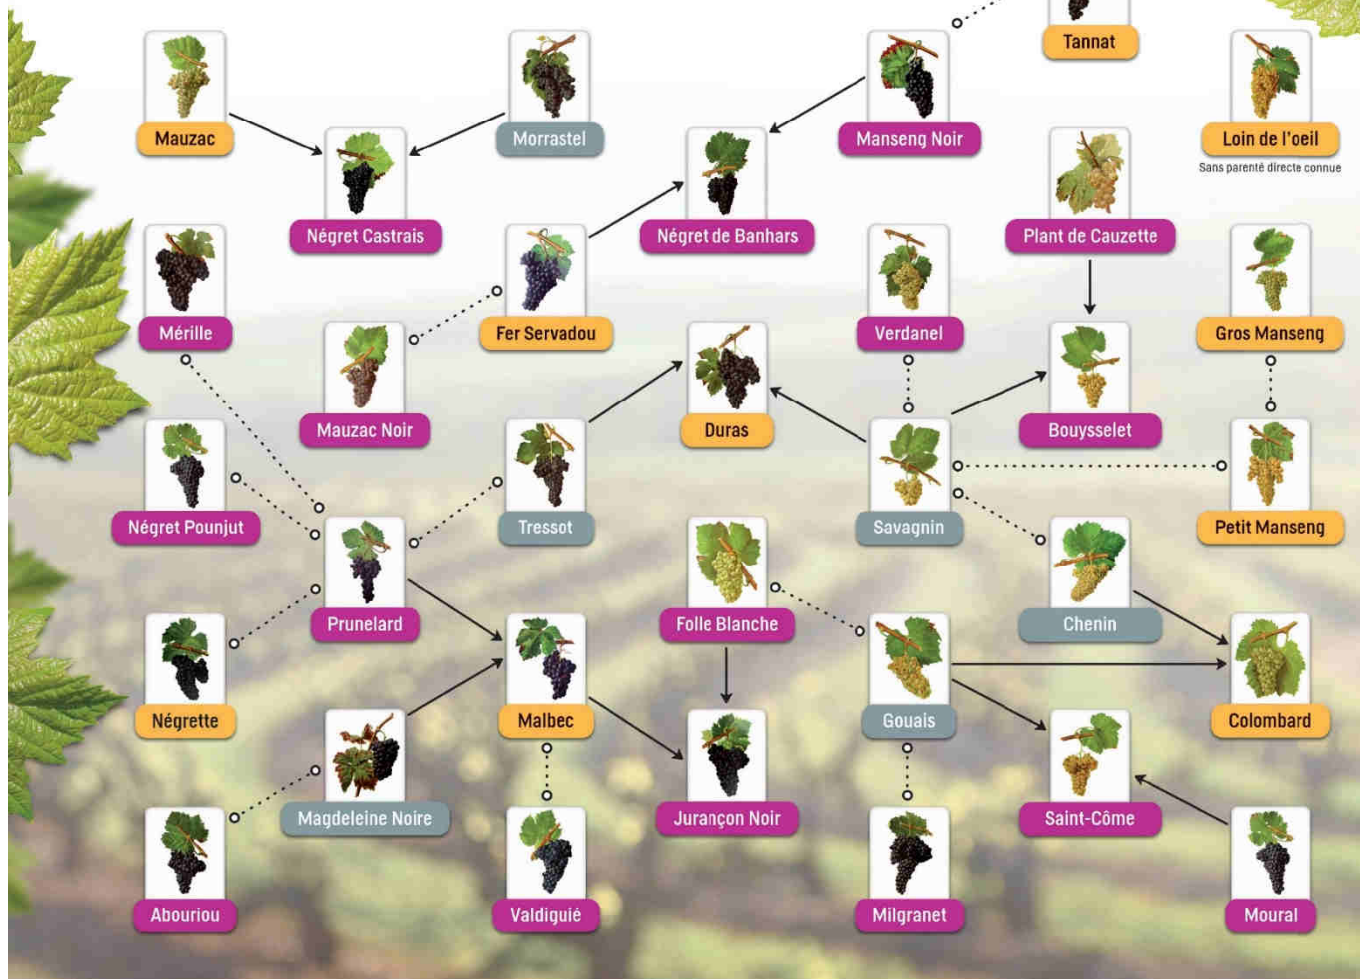 Tannat
Mauzac
Morrastel
Manseng Noir
Loin de l'oeil
Sans parenté directe connue
Négret Castrais
Négret de Banhars
Plant de Cauzette
Mérille
Fer Servadou
Verdanel
Gros Manseng
Mauzac Noir
Duras
Bouysselet
Négret Pounjut
Tressot
Savagnin
Petit Manseng
Prunelard
Folle Blanche
Chenin
Négrette
Malbec
Gouais
Colombard
Magdeleine Noire
Jurançon Noir
Saint-Côme
Abouriou
Valdiguié
Milgranet
Moural